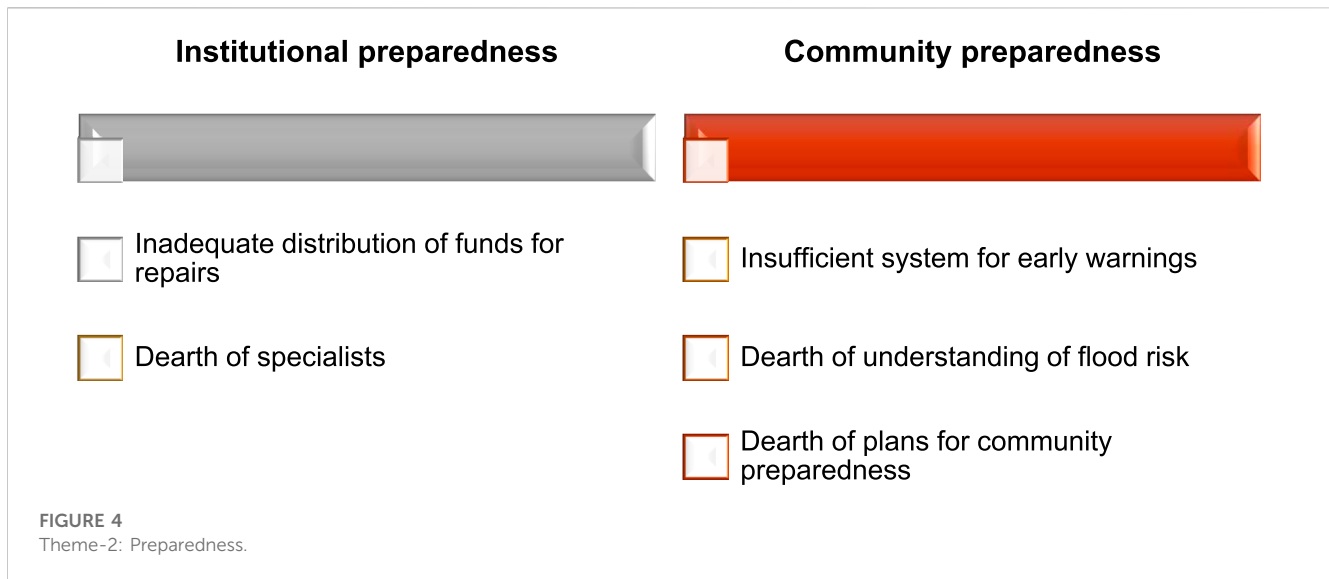 Institutional preparedness
Inadequate distribution of funds for
repairs
Dearth of specialists
Community preparedness
Insufficient system for early warnings
Dearth of understanding of flood risk
Dearth of plans for community
preparedness
FIGURE 4
Theme-2: Preparedness.